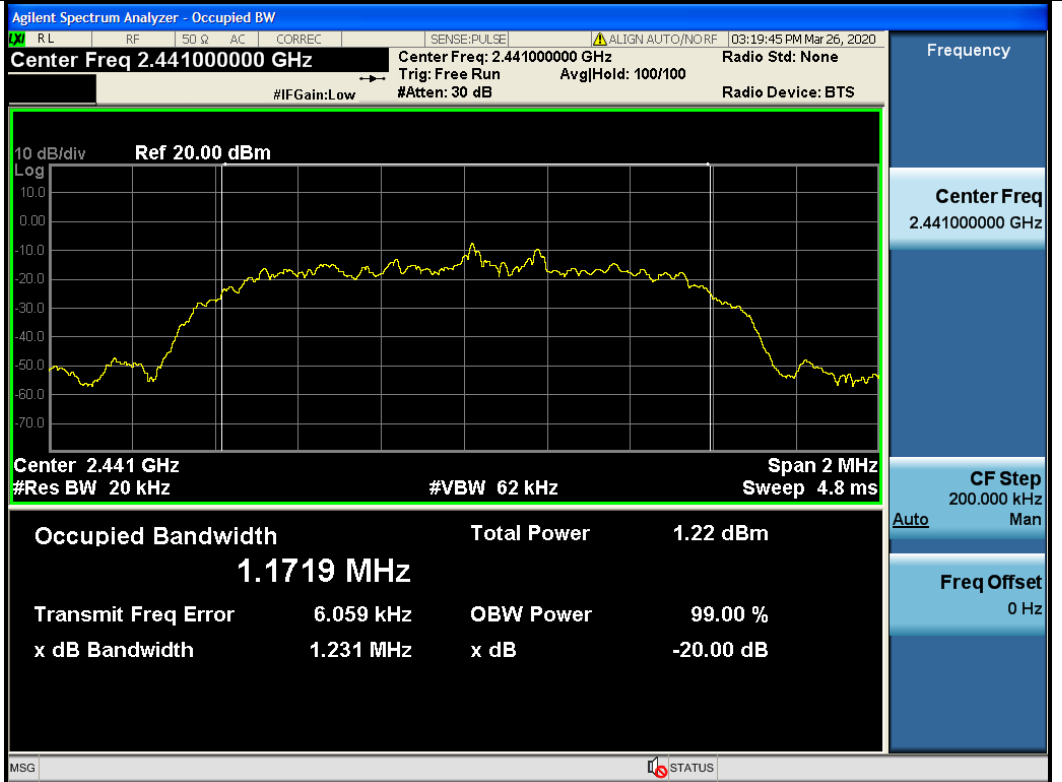 Agilent Spectrum Analyzer - Occupied BW
LXI RL RF 50 Ω AC CORREC SENSE:PULSE ALIGN AUTO/NO RF 03:19:45 PM Mar 26, 2020
Center Freq 2.441000000 GHz
Center Freq: 2.441000000 GHz Radio Std: None
Trig: Free Run Avg|Hold: 100/100
#IFGain:Low #Atten: 30 dB Radio Device: BTS
10 dB/div Ref 20.00 dBm
Log
10.0
0.00
-10.0
-20.0
-30.0
-40.0
-50.0
-60.0
-70.0
Center 2.441 GHz Span 2 MHz
#Res BW 20 kHz #VBW 62 kHz Sweep 4.8 ms
Occupied Bandwidth Total Power 1.22 dBm
1.1719 MHz
Transmit Freq Error 6.059 kHz OBW Power 99.00 %
x dB Bandwidth 1.231 MHz x dB -20.00 dB
Frequency
Center Freq
2.441000000 GHz
CF Step
200.000 kHz
Auto Man
Freq Offset
0 Hz
MSG STATUS